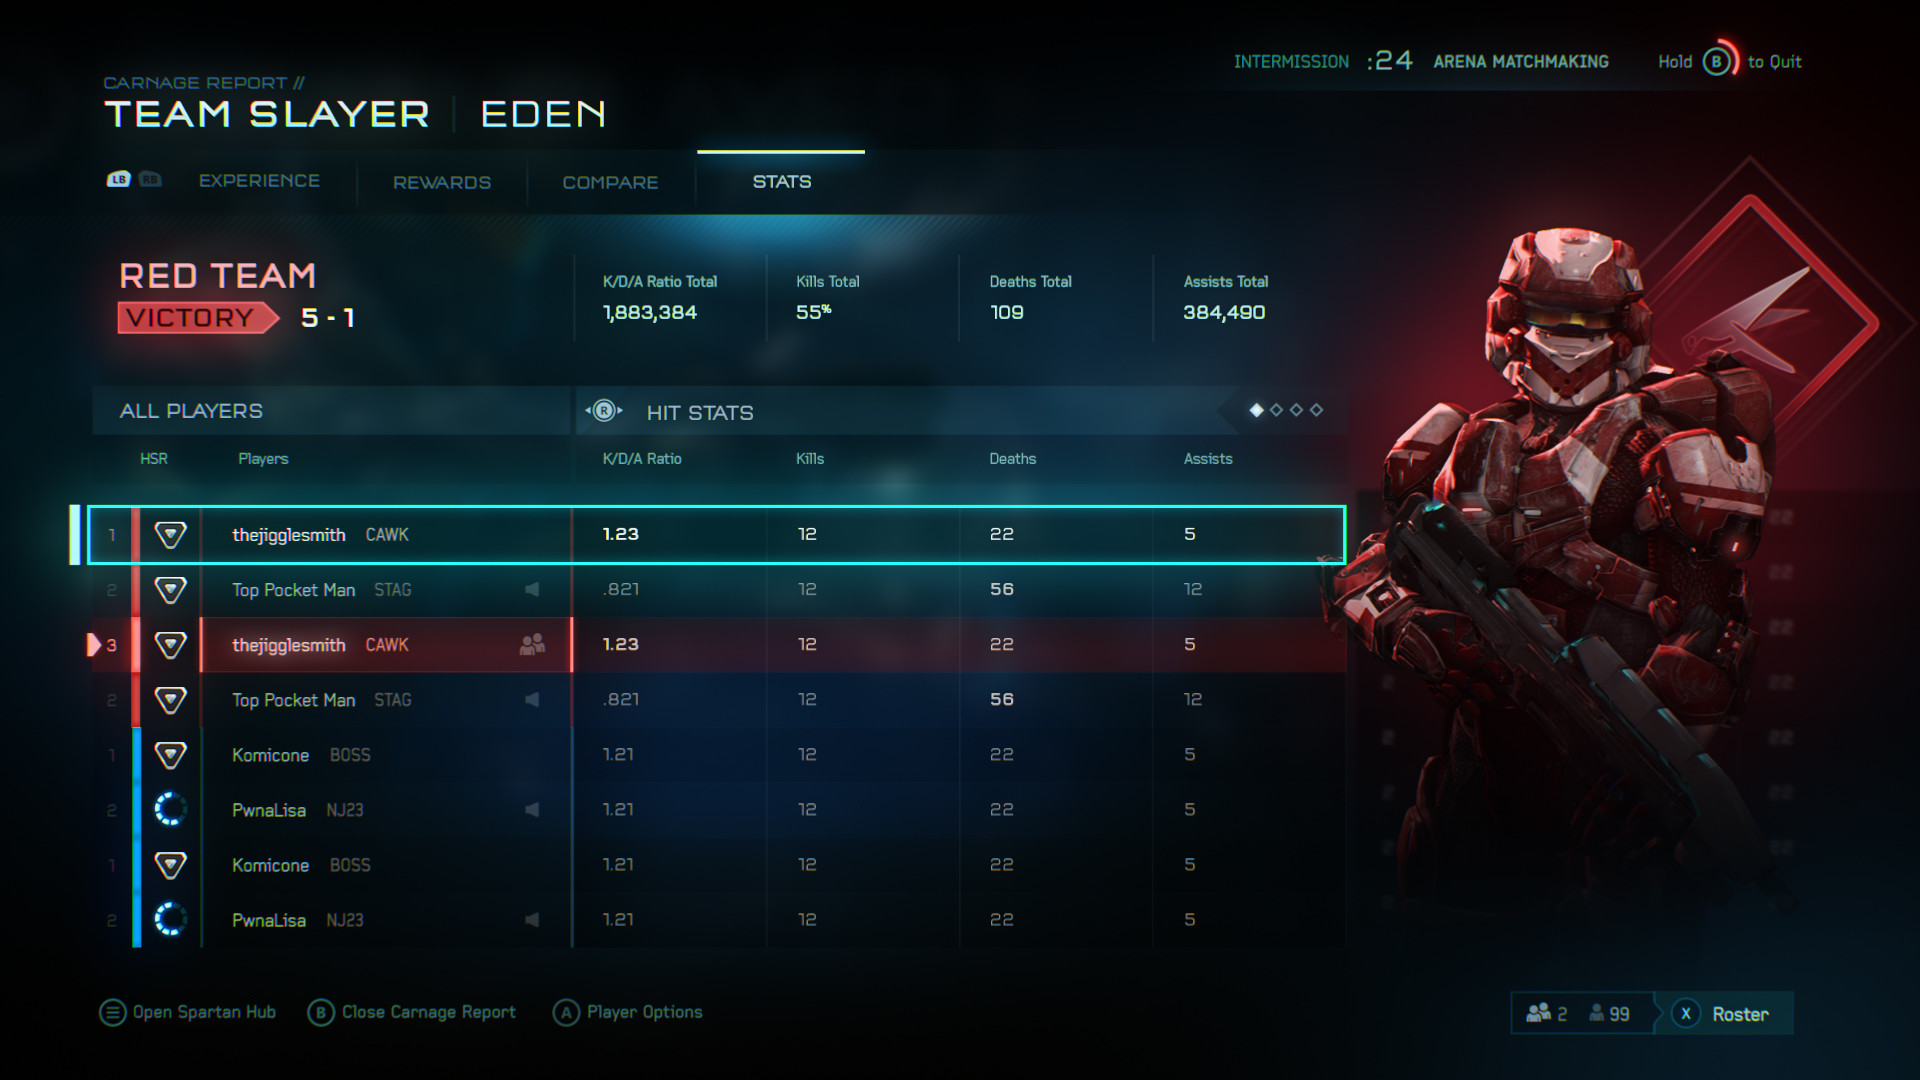 INTERMISSION :24 ARENA MATCHMAKING Hold B to Quit
CARNAGE REPORT //
TEAM SLAYER EDEN
LB RB EXPERIENCE REWARDS COMPARE STATS
RED TEAM
VICTORY 5 - 1
K/D/A Ratio Total Kills Total Deaths Total Assists Total
1,883,384 55% 109 384,490
ALL PLAYERS R HIT STATS
HSR Players K/D/A Ratio Kills Deaths Assists
1 thejigglesmith CAWK 1.23 12 22 5
2 Top Pocket Man STAG .821 12 56 12
3 thejigglesmith CAWK 1.23 12 22 5
2 Top Pocket Man STAG .821 12 56 12
1 Komicone BOSS 1.21 12 22 5
2 PwnaLisa NJ23 1.21 12 22 5
1 Komicone BOSS 1.21 12 22 5
2 PwnaLisa NJ23 1.21 12 22 5
Open Spartan Hub B Close Carnage Report A Player Options
2 99 X Roster